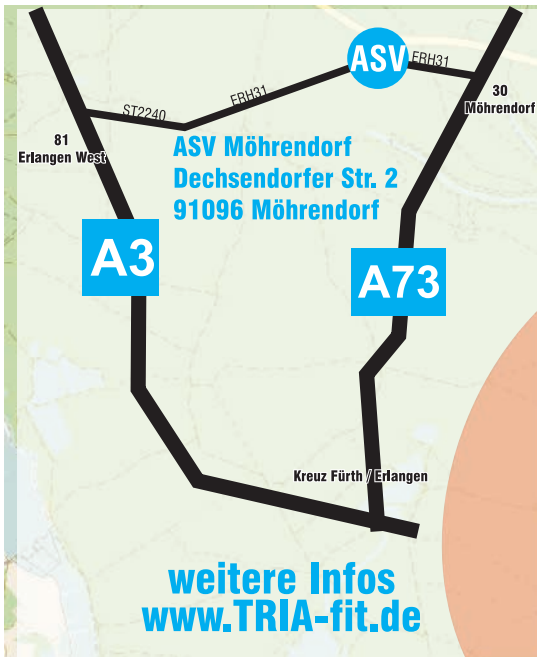 ASV
ERH31
ERH31
ST2240
30
Möhrendorf
81
Erlangen West
ASV Möhrendorf
Dechsendorfer Str. 2
91096 Möhrendorf
A3
A73
Kreuz Fürth / Erlangen
weitere Infos
www.TRIA-fit.de